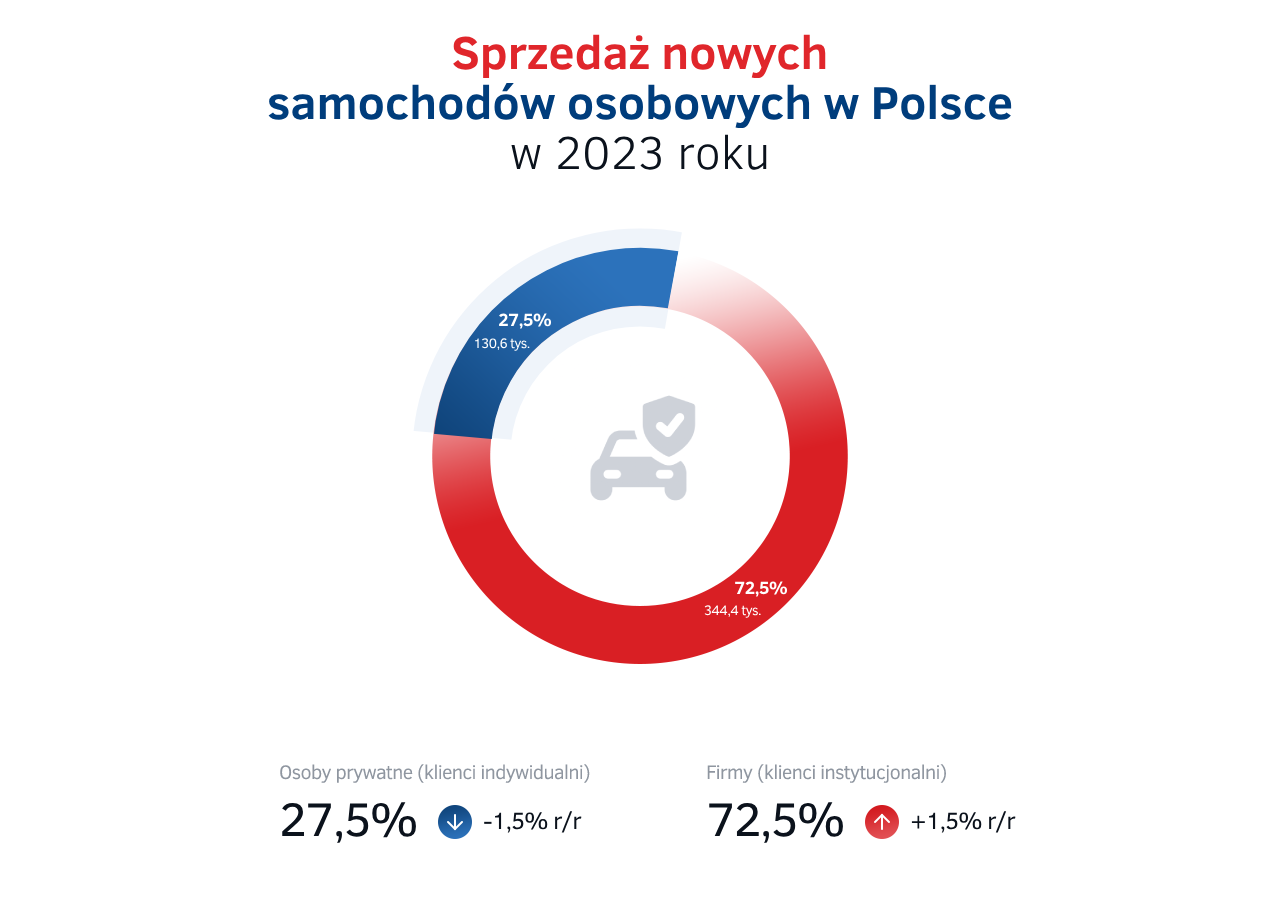 Sprzedaż nowych
samochodów osobowych w Polsce
w 2023 roku
27,5%
130,6 tys.
72,5%
344,4 tys.
Osoby prywatne (klienci indywidualni)
27,5% -1,5% r/r
Firmy (klienci instytucjonalni)
72,5% +1,5% r/r